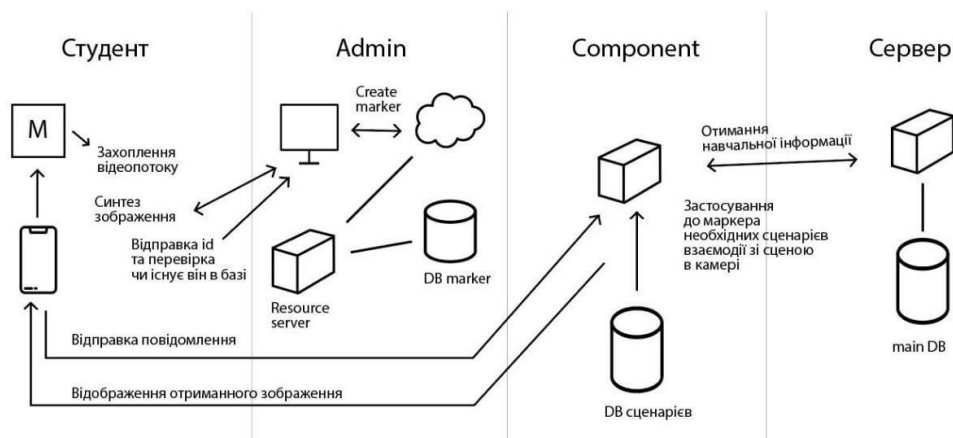 Студент
Admin
Component
Сервер
M
Захоплення
відеопотоку
Create
marker
Отимання
навчальної інформації
Синтез
зображення
Відправка id
та перевірка
чи існує він в базі
Застосування
до маркера
необхідних сценаріїв
взаємодії зі сценою
в камері
DB marker
Resource
server
Відправка повідомлення
main DB
Відображення отриманного зображення
DB сценаріїв